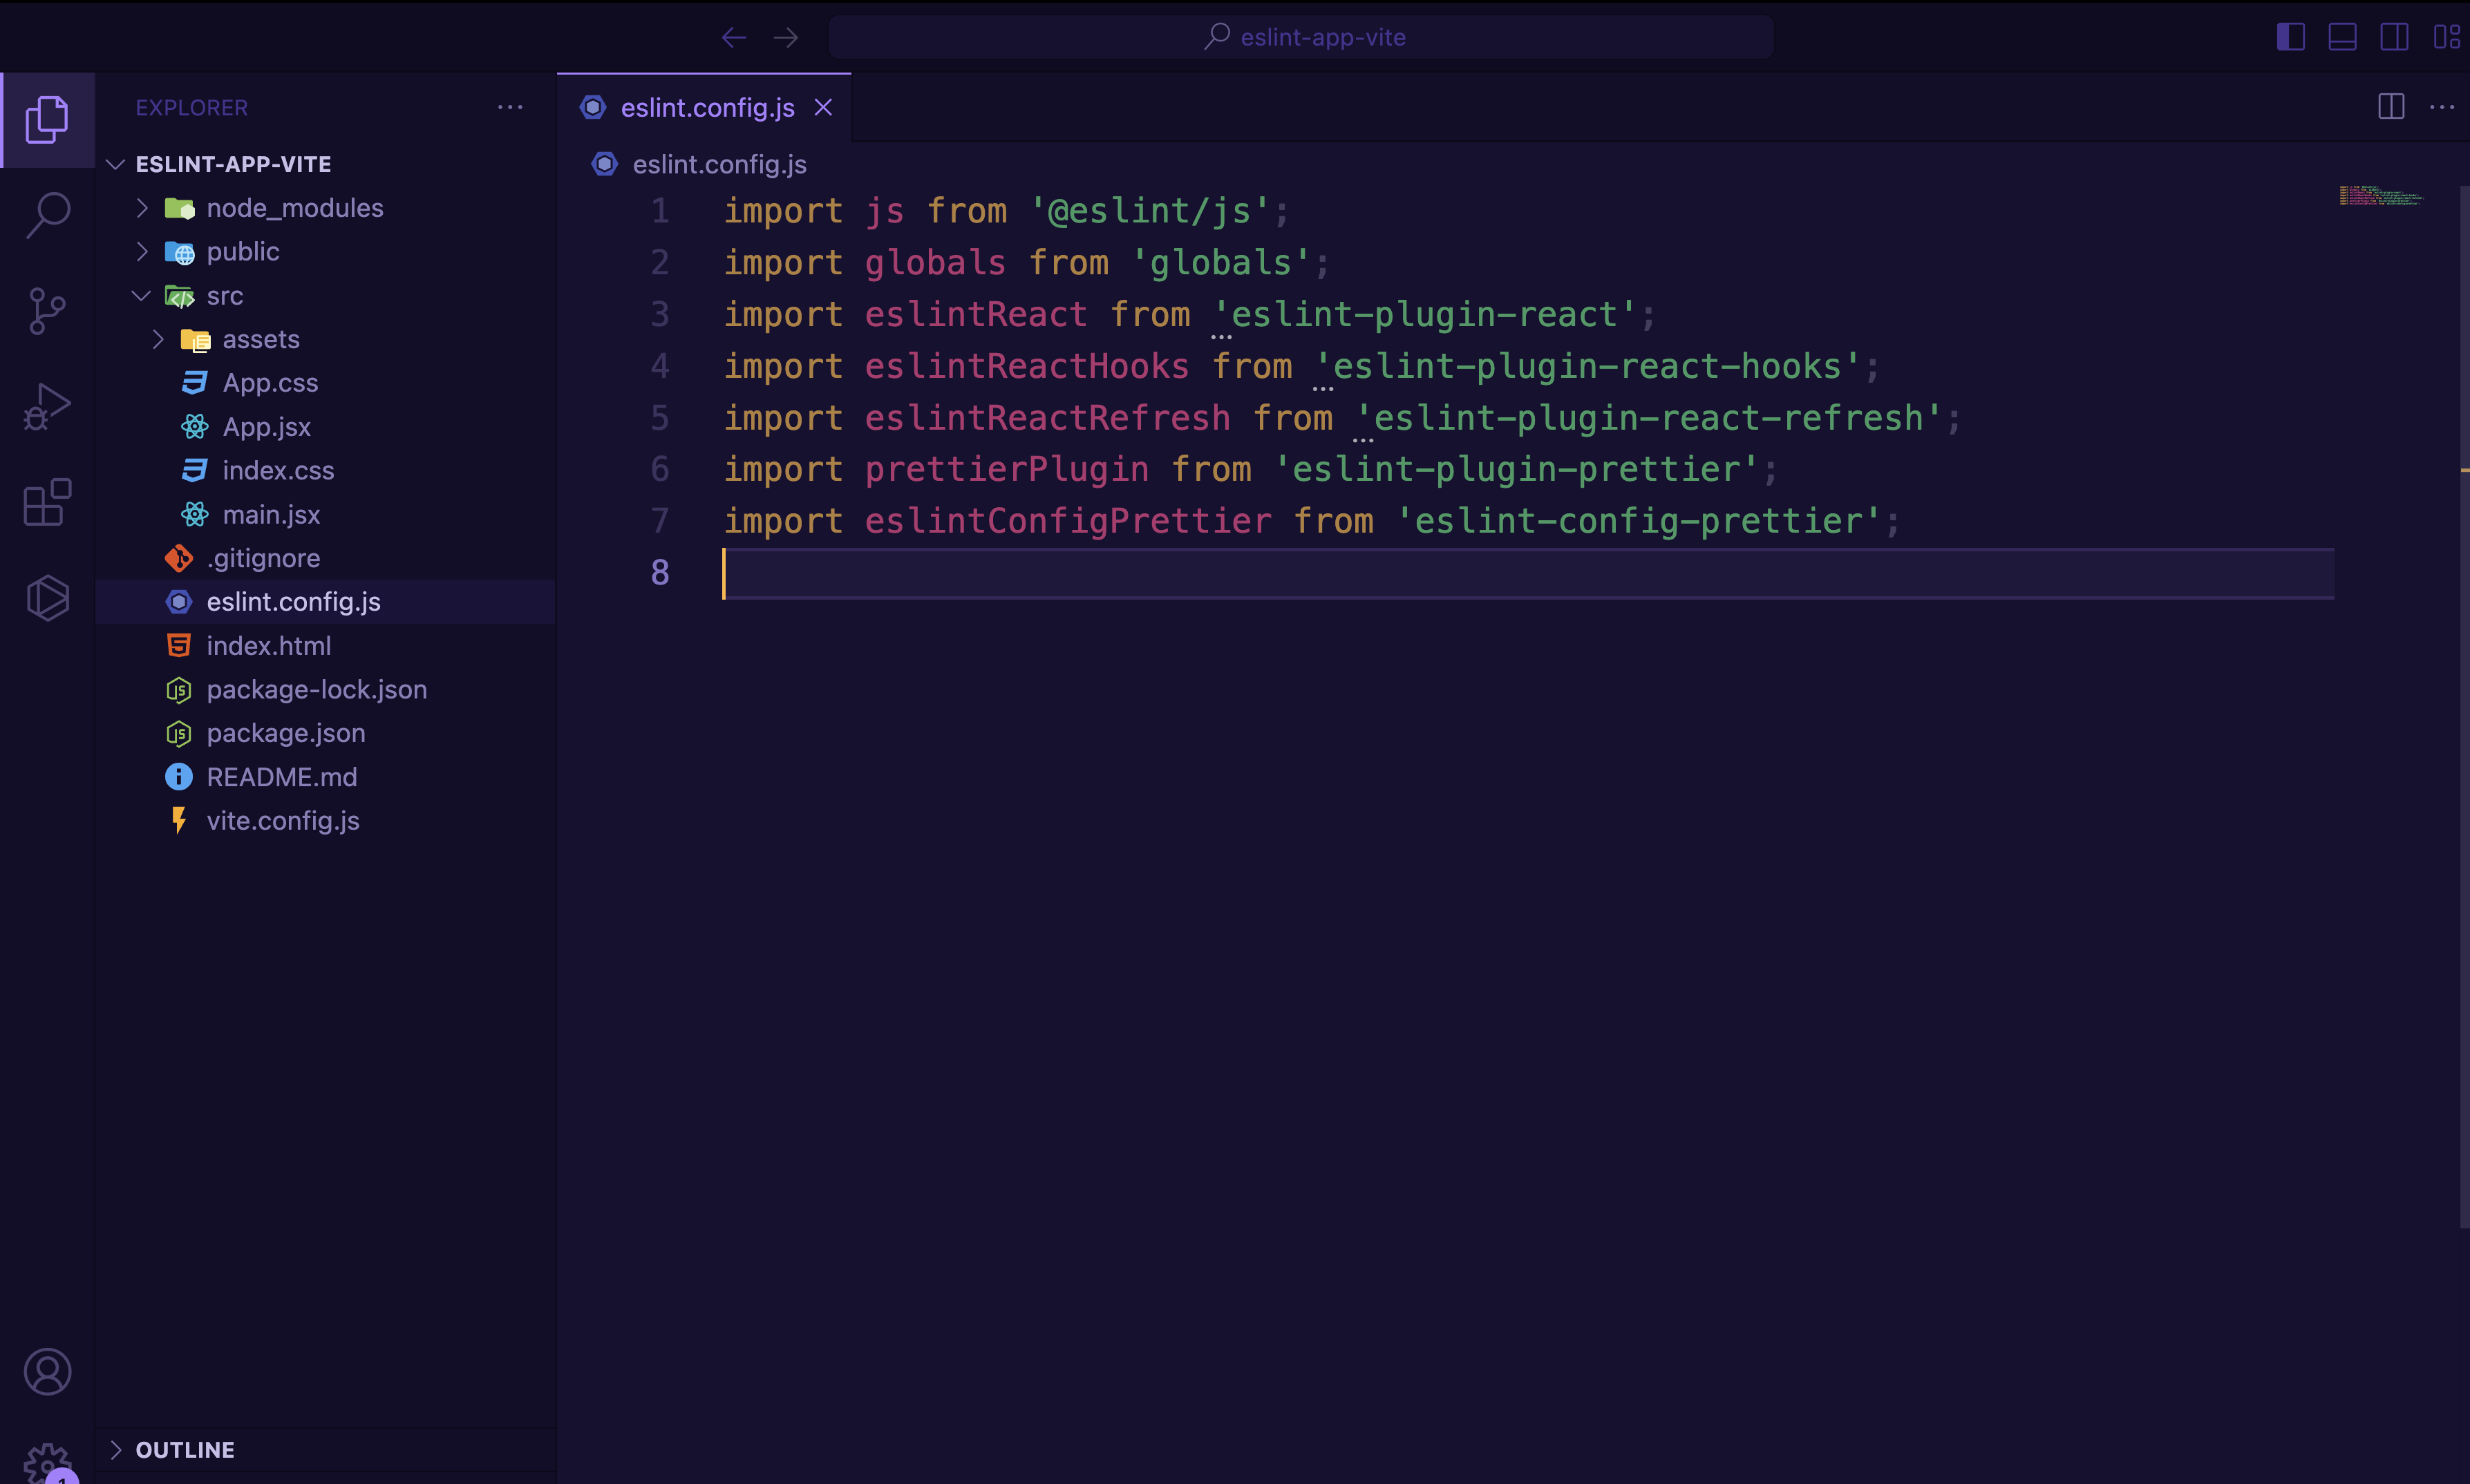 eslint-app-vite
EXPLORER
ESLINT-APP-VITE
node_modules
public
src
assets
App.css
App.jsx
index.css
main.jsx
.gitignore
eslint.config.js
index.html
package-lock.json
package.json
README.md
vite.config.js
OUTLINE
eslint.config.js
eslint.config.js
1 import js from '@eslint/js';
2 import globals from 'globals';
3 import eslintReact from 'eslint-plugin-react';
4 import eslintReactHooks from 'eslint-plugin-react-hooks';
5 import eslintReactRefresh from 'eslint-plugin-react-refresh';
6 import prettierPlugin from 'eslint-plugin-prettier';
7 import eslintConfigPrettier from 'eslint-config-prettier';
8